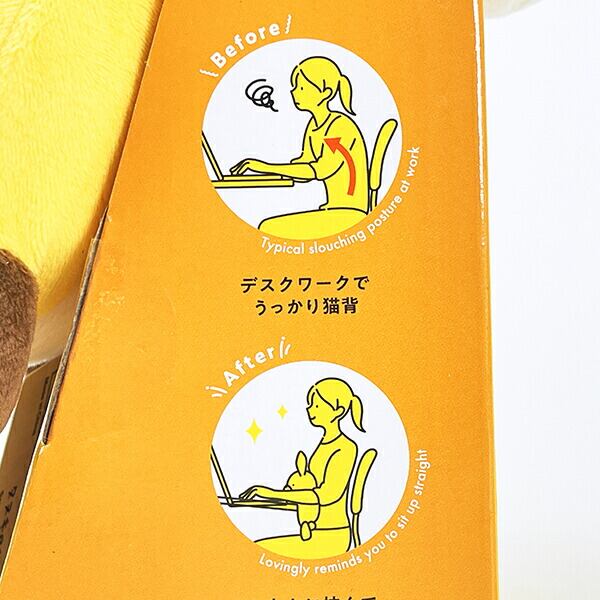 Before
Typical slouching posture at work
デスクワークで
うっかり猫背
After
Lovingly reminds you to sit up straight